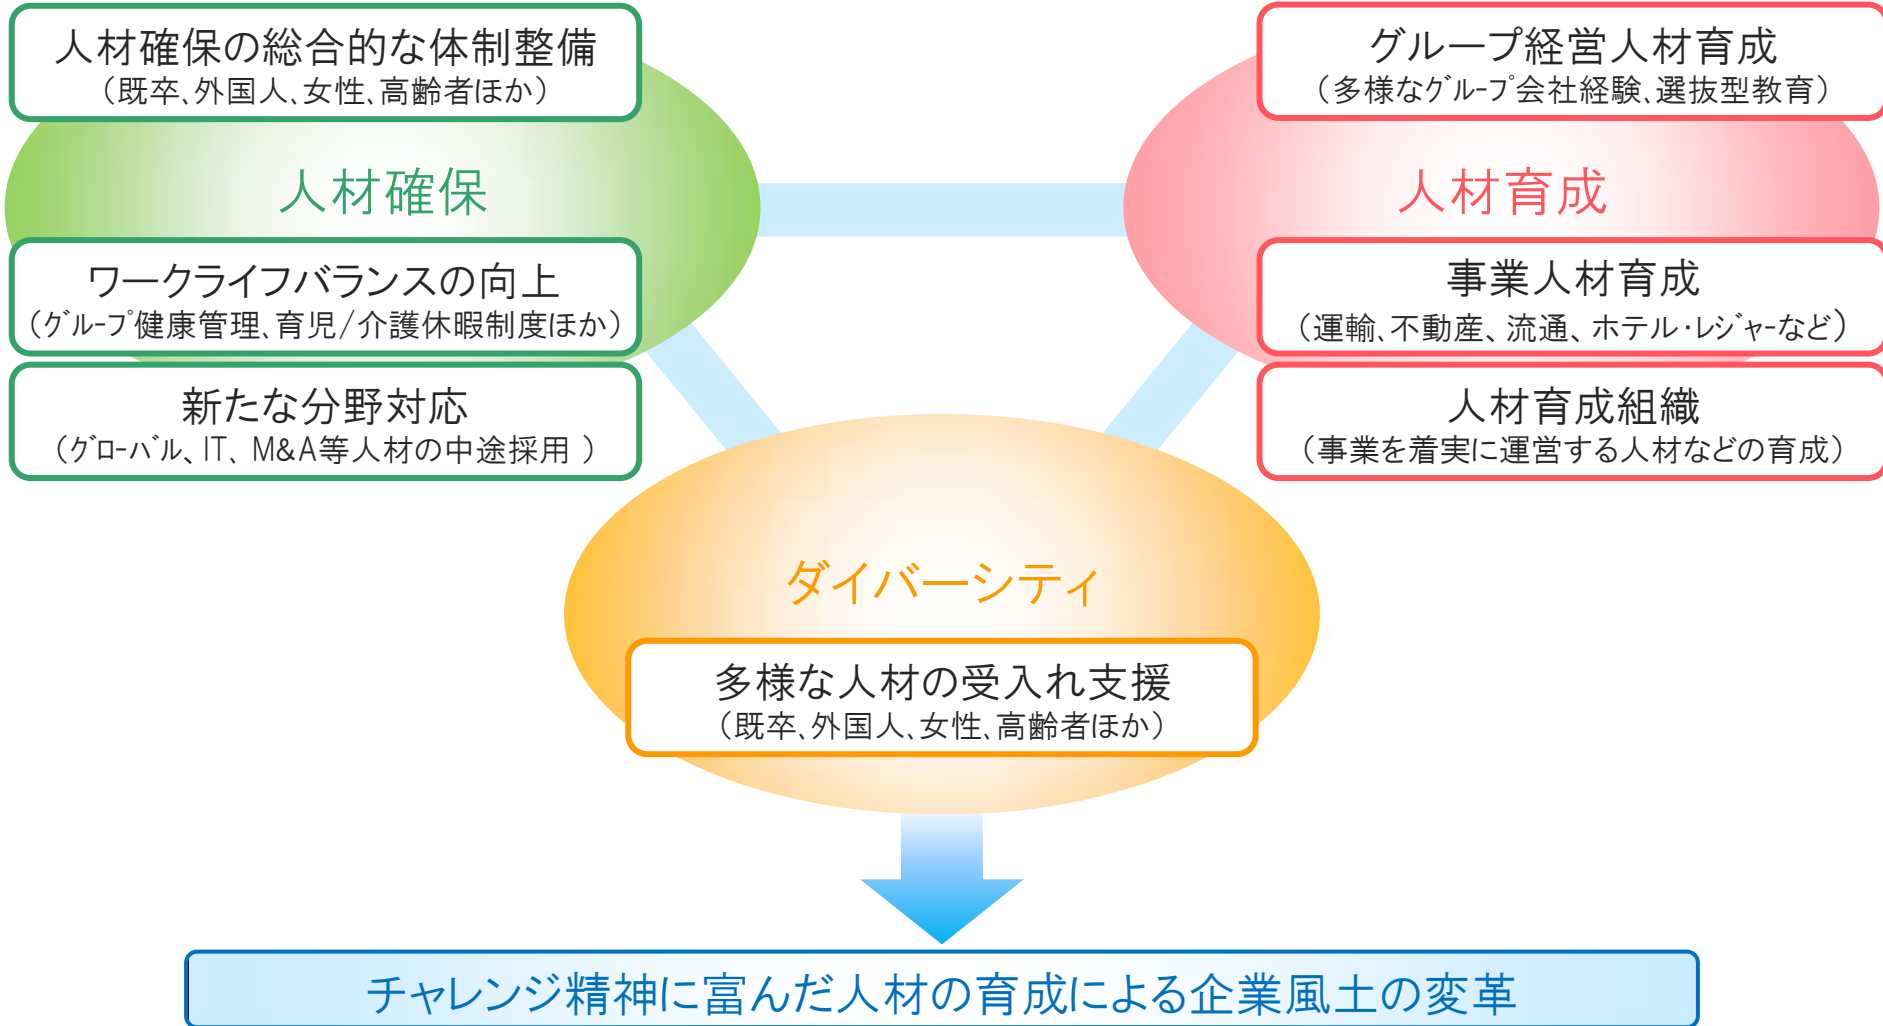 人材確保の総合的な体制整備
（既卒、外国人、女性、高齢者ほか）
人材確保
ワークライフバランスの向上
（ｸﾞﾙｰﾌﾟ健康管理、育児/介護休暇制度ほか）
新たな分野対応
（ｸﾞﾛｰﾊﾞﾙ、IT、M&A等人材の中途採用 ）
グループ経営人材育成
（多様なｸﾞﾙｰﾌﾟ会社経験、選抜型教育）
人材育成
事業人材育成
（運輸、不動産、流通、ホテル・ﾚｼﾞｬｰなど）
人材育成組織
（事業を着実に運営する人材などの育成）
ダイバーシティ
多様な人材の受入れ支援
（既卒、外国人、女性、高齢者ほか）
チャレンジ精神に富んだ人材の育成による企業風土の変革